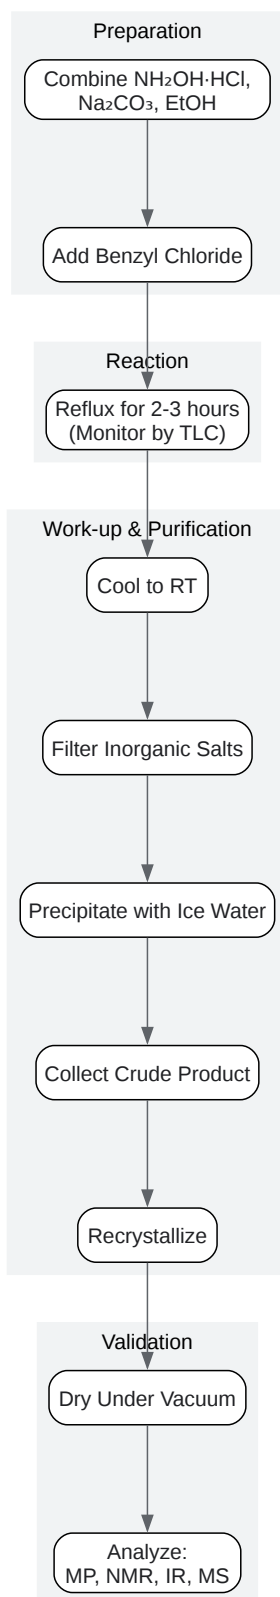 Preparation
Combine NH₂OH·HCl,
Na₂CO₃, EtOH
Add Benzyl Chloride
Reaction
Reflux for 2-3 hours
(Monitor by TLC)
Work-up & Purification
Cool to RT
Filter Inorganic Salts
Precipitate with Ice Water
Collect Crude Product
Recrystallize
Validation
Dry Under Vacuum
Analyze:
MP, NMR, IR, MS